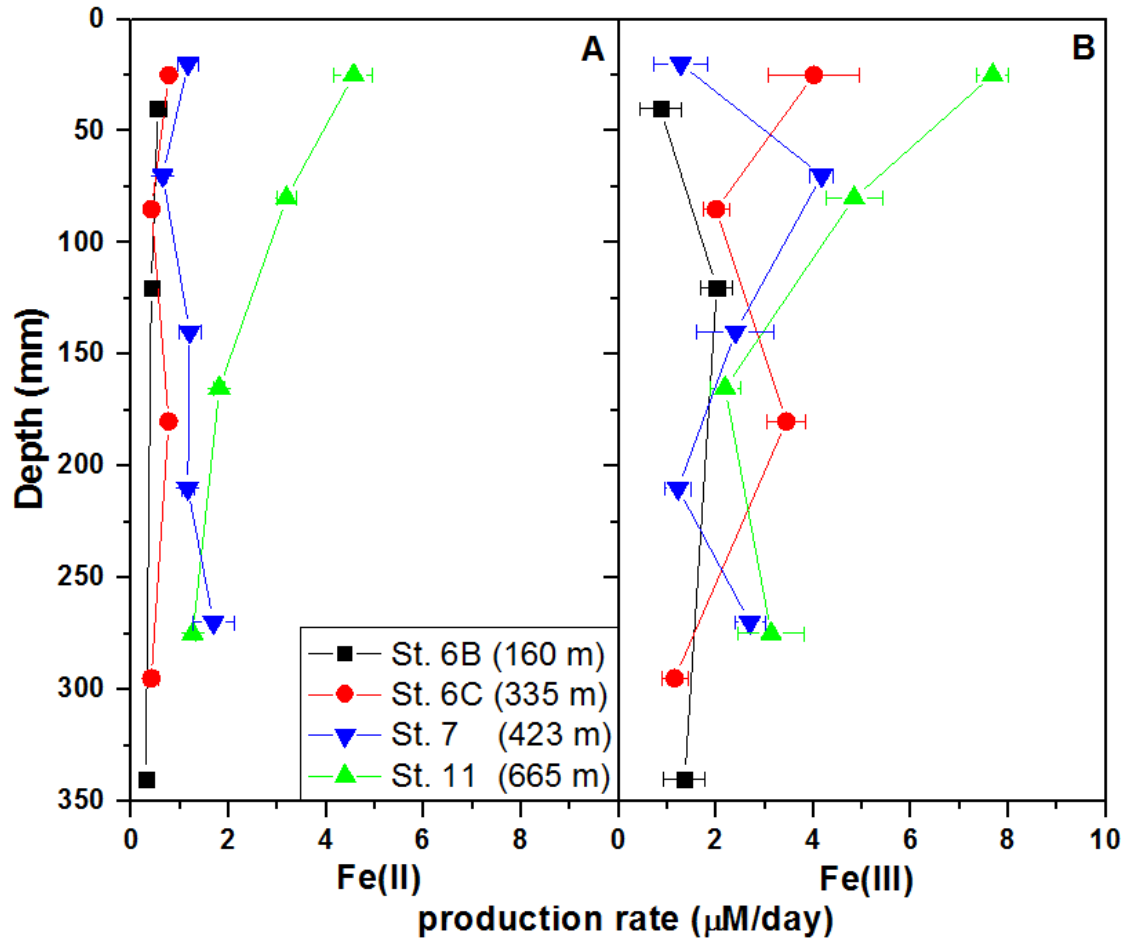 A
B
0
50
100
150
200
250
300
350
Depth (mm)
St. 6B (160 m)
St. 6C (335 m)
St. 7 (423 m)
St. 11 (665 m)
0 2 4 6 8 0 2 4 6 8 10
Fe(II) Fe(III)
production rate (μM/day)